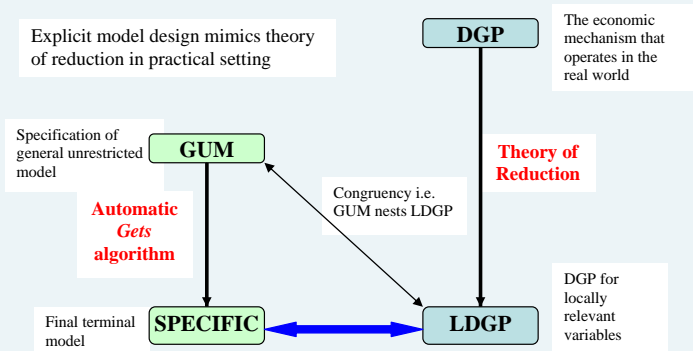 Explicit model design mimics theory
of reduction in practical setting
DGP
The economic
mechanism that
operates in the
real world
Specification of
general unrestricted
model
GUM
Theory of
Reduction
Automatic
Gets
algorithm
Congruency i.e.
GUM nests LDGP
Final terminal
model
SPECIFIC
LDGP
DGP for
locally
relevant
variables